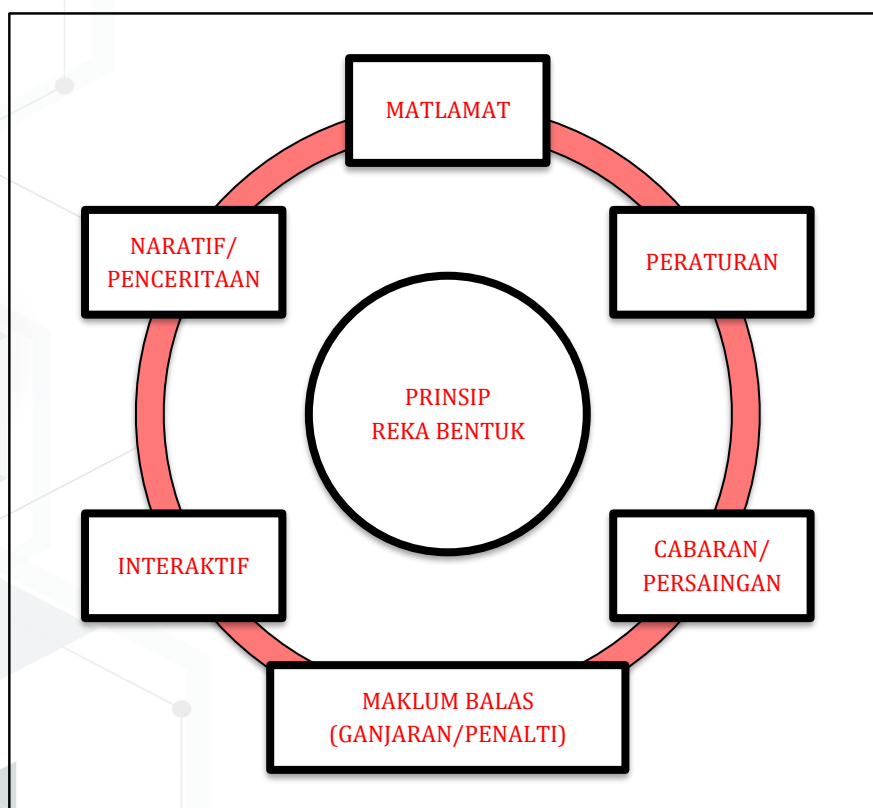 MATLAMAT
NARATIF/
PENCERITAAN
PERATURAN
PRINSIP
REKA BENTUK
INTERAKTIF
CABARAN/
PERSAINGAN
MAKLUM BALAS
(GANJARAN/PENALTI)